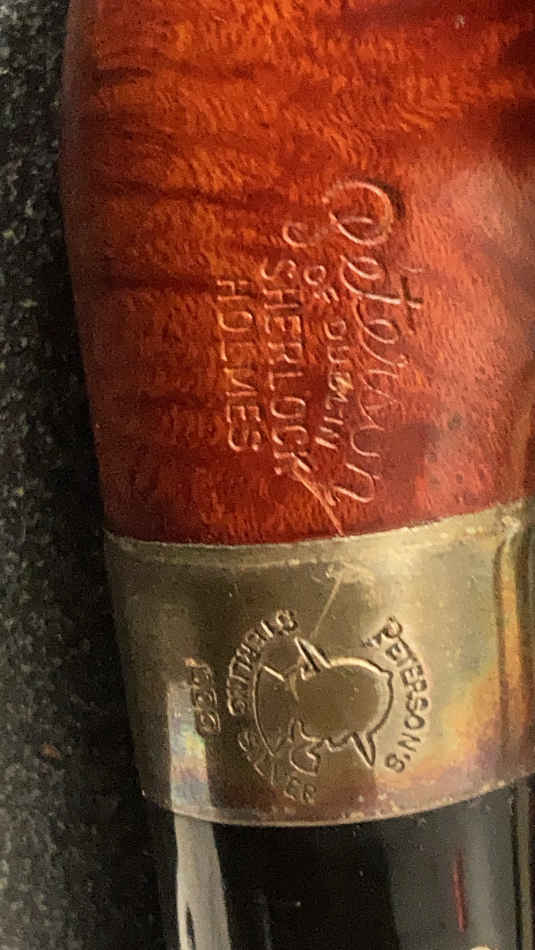 Peterson
OF DUBLIN
SHERLOCK
HOLMES
PETERSON'S
STERLING SILVER